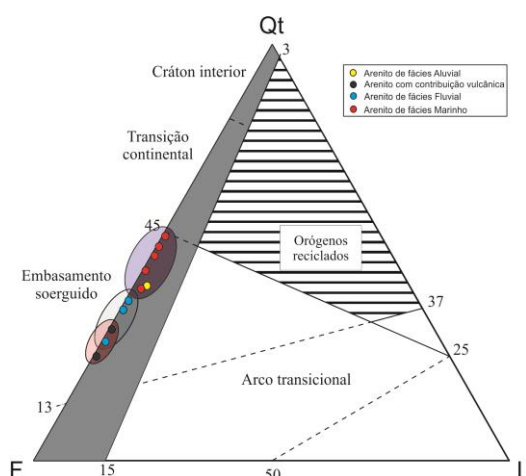 Qt
3
Cráton interior
Arenito de fácies Aluvial
Arenito com contribuição vulcânica
Arenito de fácies Fluvial
Arenito de fácies Marinho
Transição
continental
45
Orógenos
reciclados
Embasamento
soerguido
37
25
Arco transicional
13
F
15
50
L